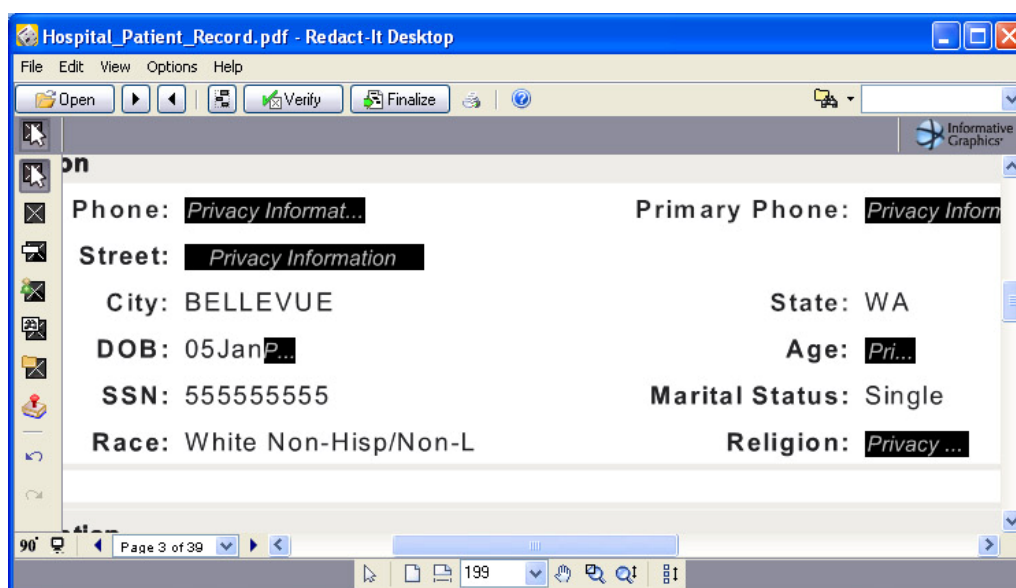 Hospital_Patient_Record.pdf - Redact-It Desktop
File Edit View Options Help
Open Verify Finalize
Informative Graphics
on
Phone: Privacy Informat... Primary Phone: Privacy Inform
Street: Privacy Information
City: BELLEVUE State: WA
DOB: 05JanP... Age: Pri...
SSN: 555555555 Marital Status: Single
Race: White Non-Hisp/Non-L Religion: Privacy ...
90° Page 3 of 39
199